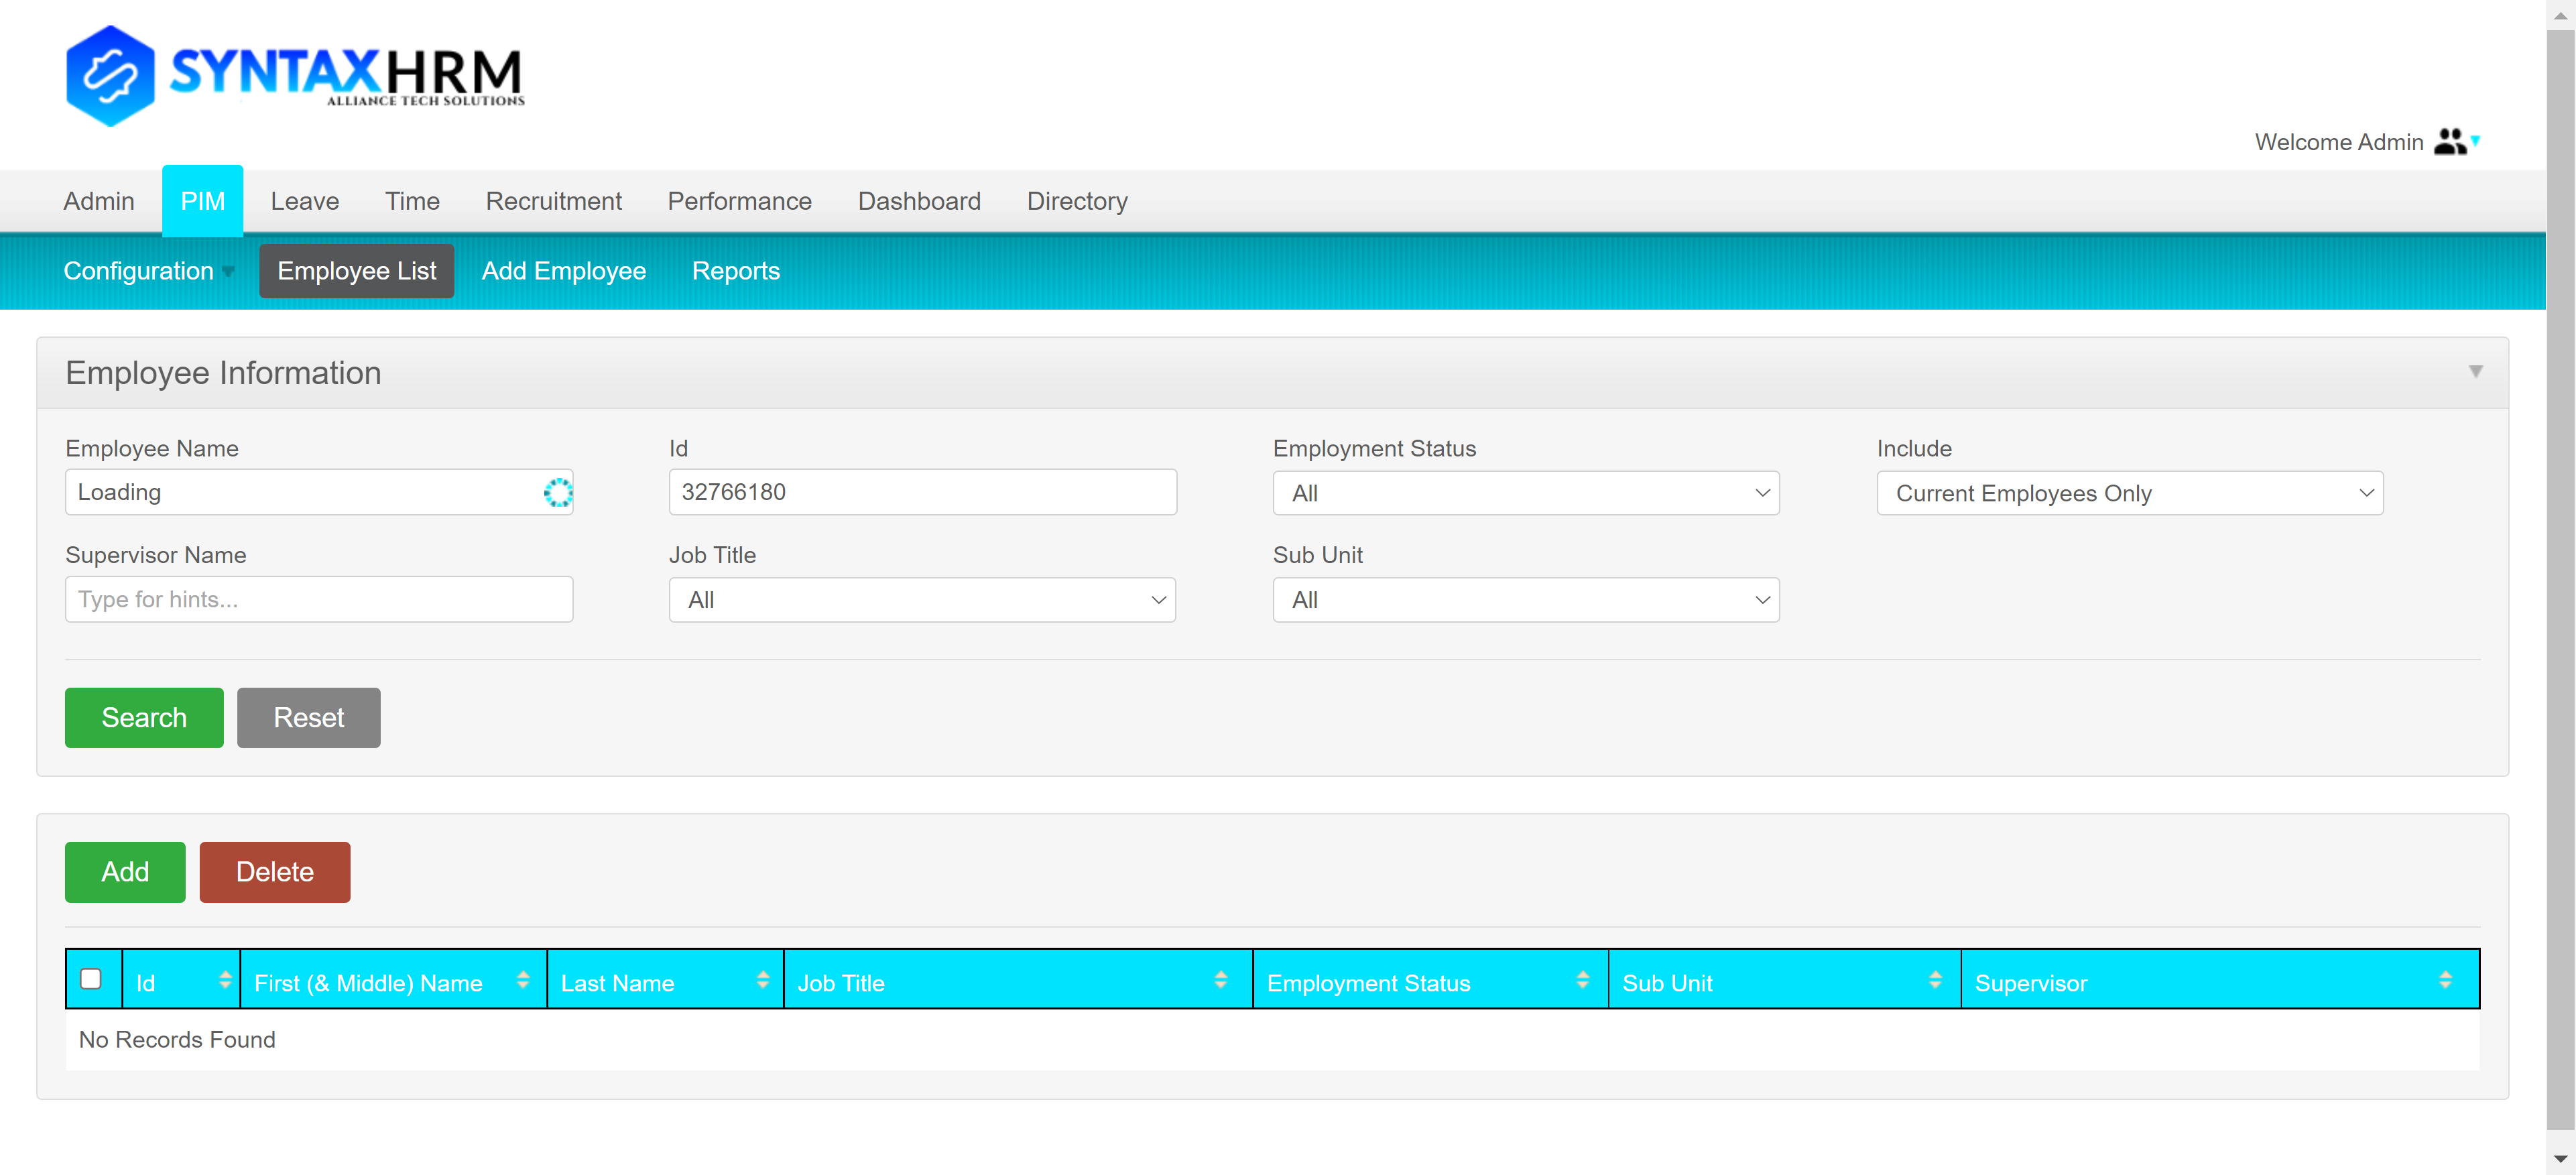 SYNTAXHRM
ALLIANCE TECH SOLUTIONS
Welcome Admin
Admin PIM Leave Time Recruitment Performance Dashboard Directory
Configuration Employee List Add Employee Reports
Employee Information
Employee Name Id Employment Status Include
Loading 32766180 All Current Employees Only
Supervisor Name Job Title Sub Unit
Type for hints... All All
Search Reset
Add Delete
Id First (& Middle) Name Last Name Job Title Employment Status Sub Unit Supervisor
No Records Found